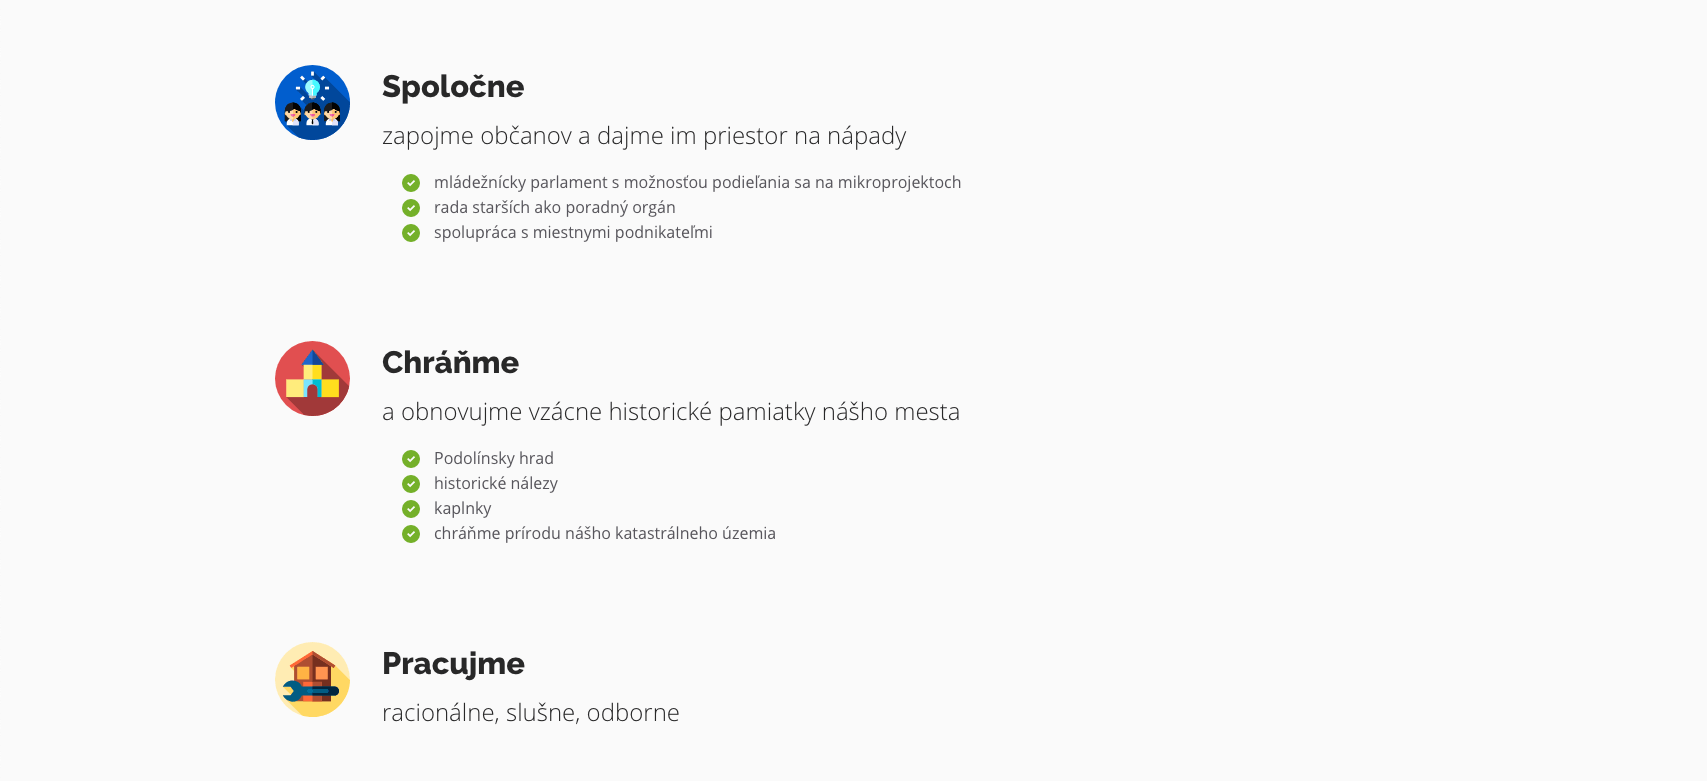 Spoločne
zapojme občanov a dajme im priestor na nápady
mládežnícky parlament s možnosťou podieľania sa na mikroprojektoch
rada starších ako poradný orgán
spolupráca s miestnymi podnikateľmi
Chráňme
a obnovujme vzácne historické pamiatky nášho mesta
Podolínsky hrad
historické nálezy
kaplnky
chráňme prírodu nášho katastrálneho územia
Pracujme
racionálne, slušne, odborne